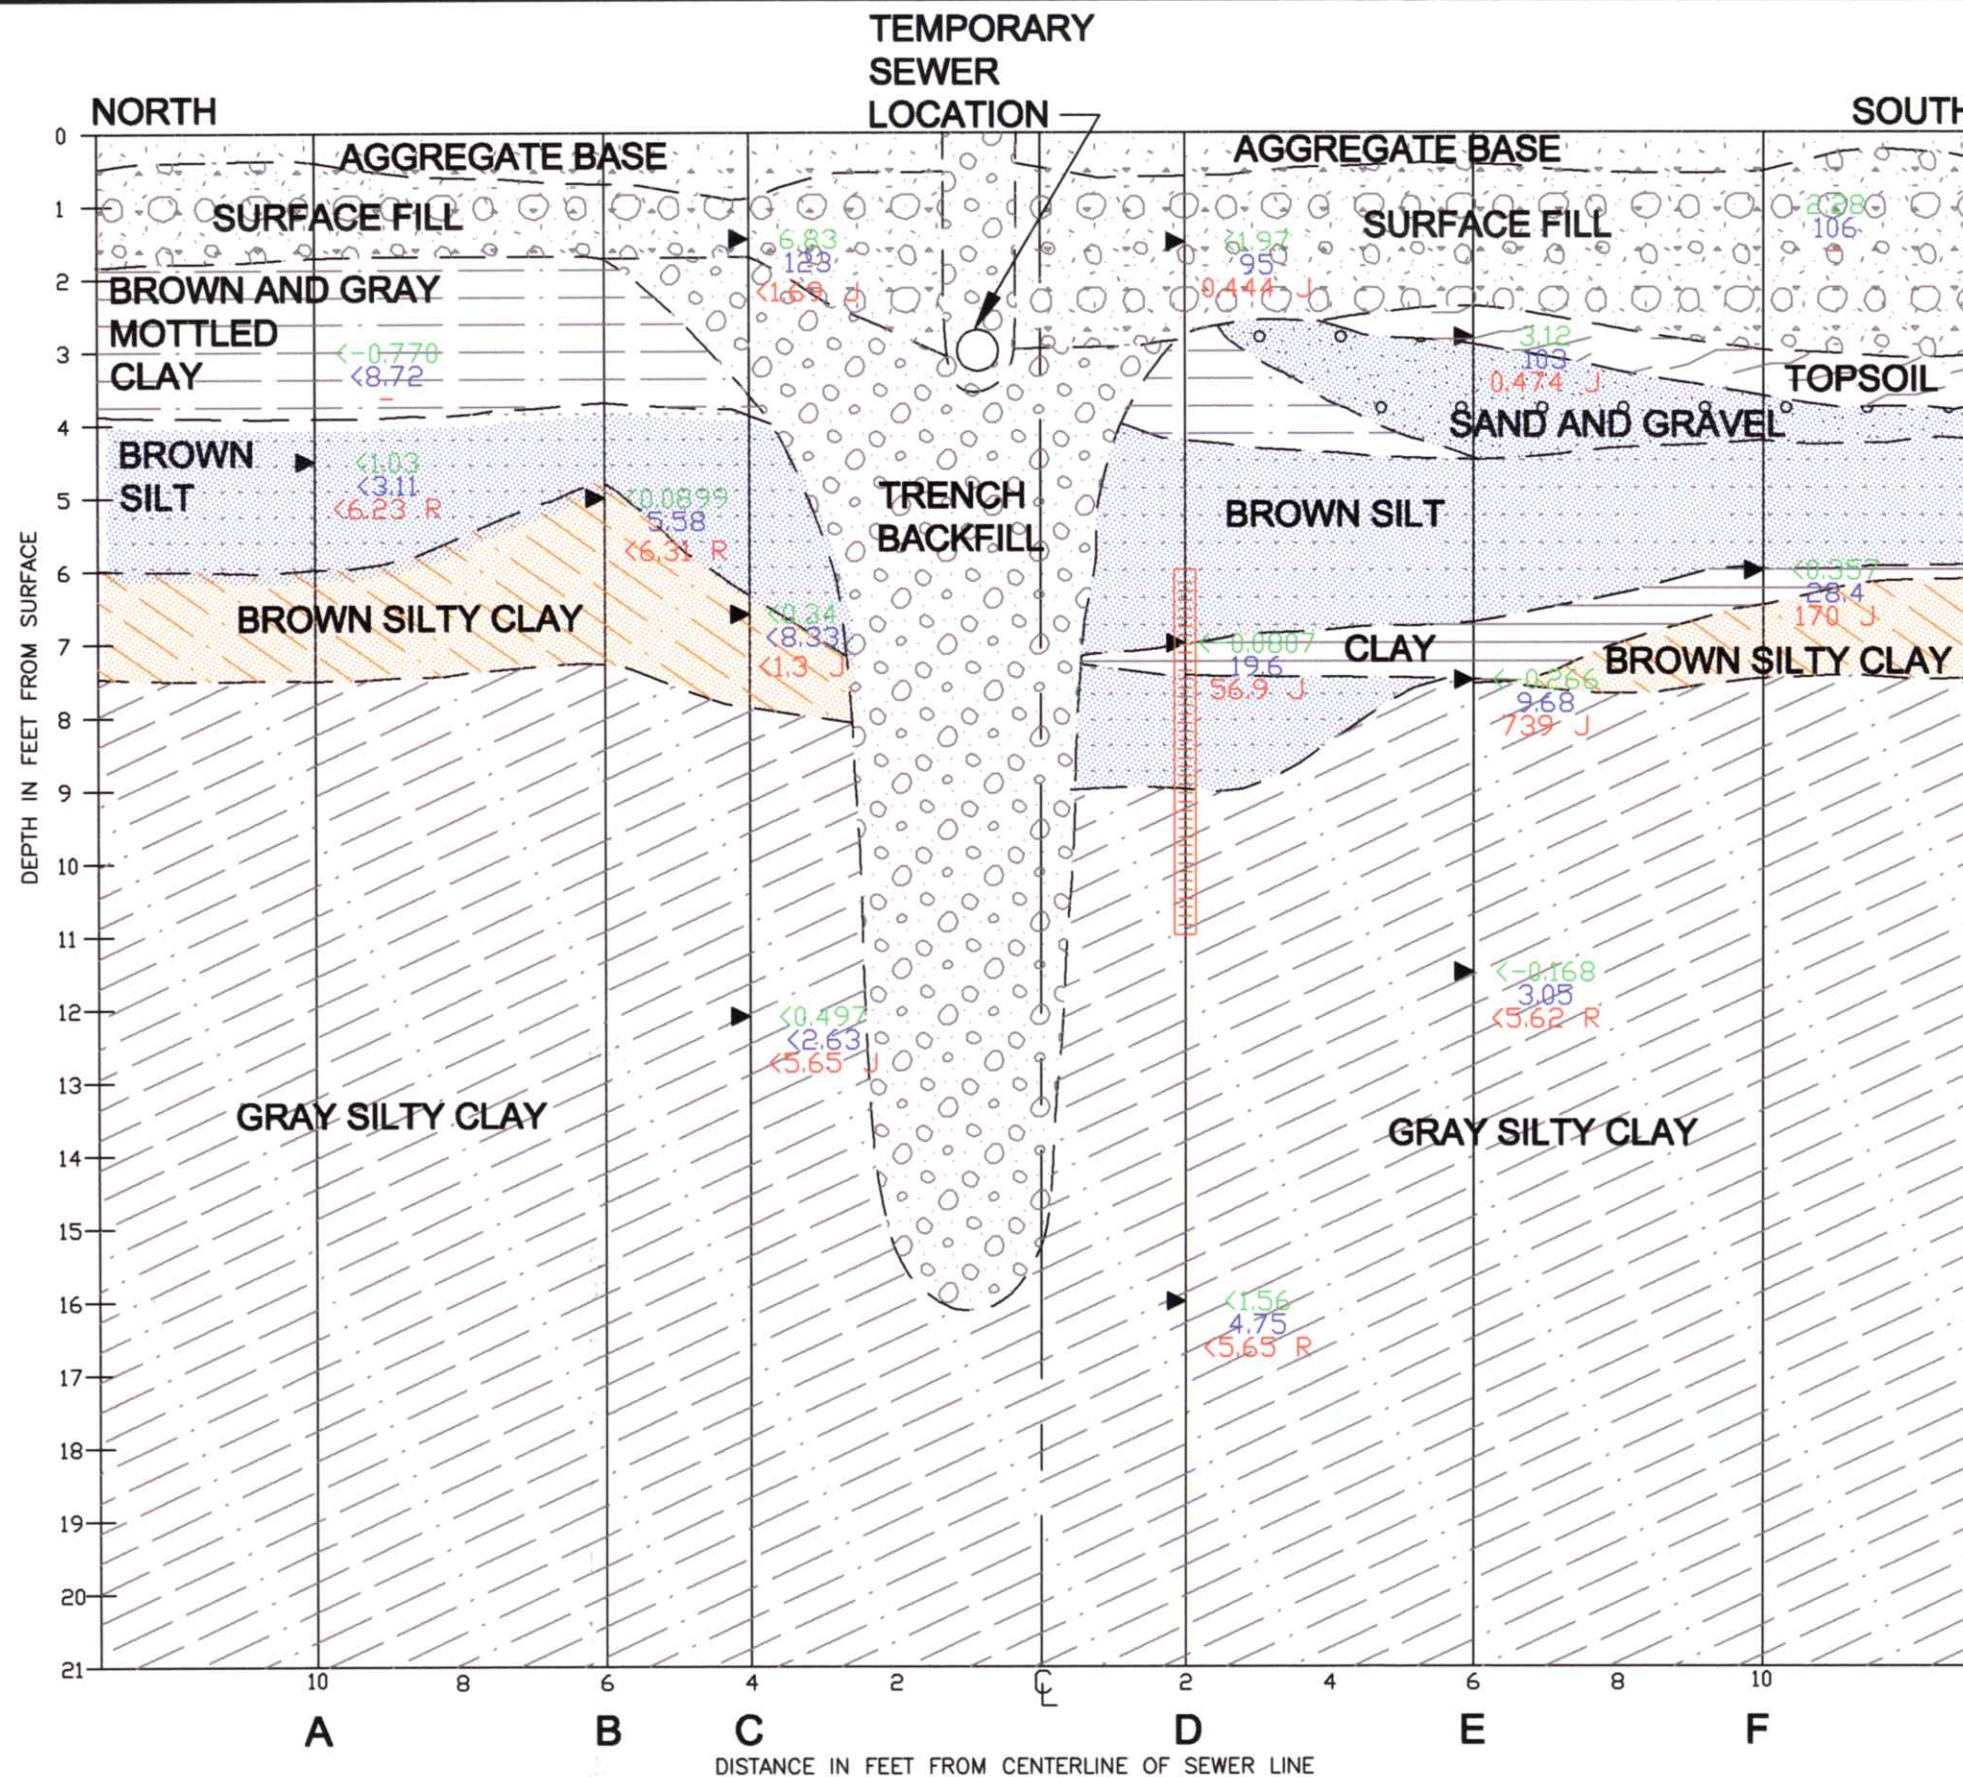 TEMPORARY
SEWER
LOCATION
NORTH
SOUTH
AGGREGATE BASE
AGGREGATE BASE
SURFACE FILL
SURFACE FILL
2.28
106
-
6.83
123
<1.69 J
<1.97
95
0.444 J
BROWN AND GRAY
MOTTLED
CLAY
<-0.770
<8.72
-
3.12
103
0.474 J
TOPSOIL
SAND AND GRAVEL
BROWN
SILT
<1.03
<3.11
<6.23 R
<0.0899
5.58
<6.31 R
TRENCH
BACKFILL
BROWN SILT
<0.357
28.4
170 J
BROWN SILTY CLAY
<0.34
<8.33
<1.3 J
<-0.0807
19.6
56.9 J
CLAY
BROWN SILTY CLAY
<-0.266
9.68
739 J
<-0.168
3.05
<5.62 R
<0.497
<2.63
<5.65 J
GRAY SILTY CLAY
GRAY SILTY CLAY
<1.56
4.75
<5.65 R
DEPTH IN FEET FROM SURFACE
0
1
2
3
4
5
6
7
8
9
10
11
12
13
14
15
16
17
18
19
20
21
10 8 6 4 2 CL 2 4 6 8 10
A B C D E F
DISTANCE IN FEET FROM CENTERLINE OF SEWER LINE